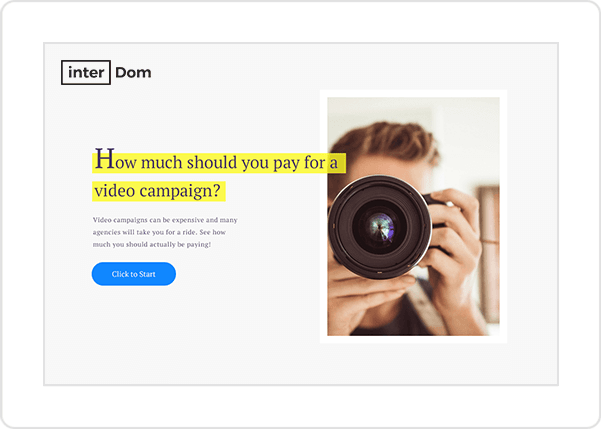 inter Dom
How much should you pay for a
video campaign?
Video campaigns can be expensive and many
agencies will take you for a ride. See how
much you should actually be paying!
Click to Start